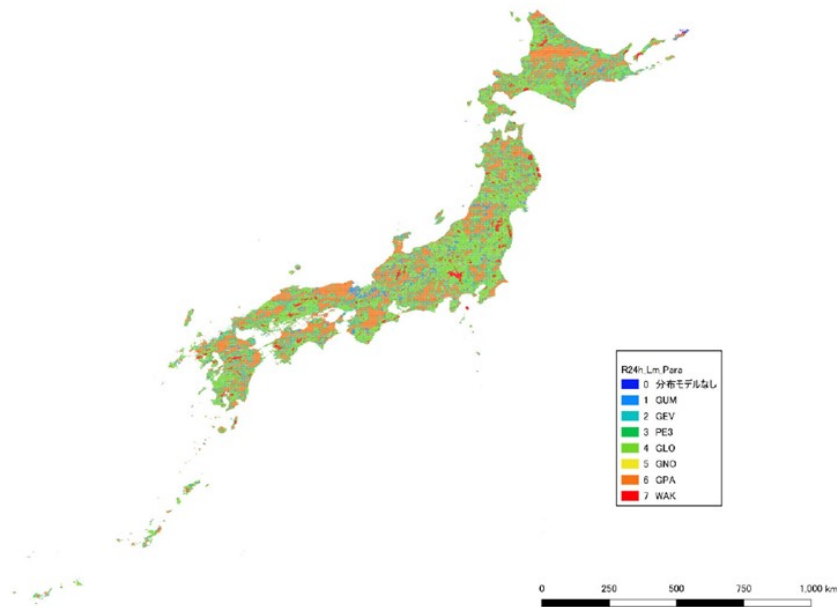 R24h_Lm_Para
0 分布モデルなし
1 GUM
2 GEV
3 PE3
4 GLO
5 GNO
6 GPA
7 WAK
0 250 500 750 1,000 km